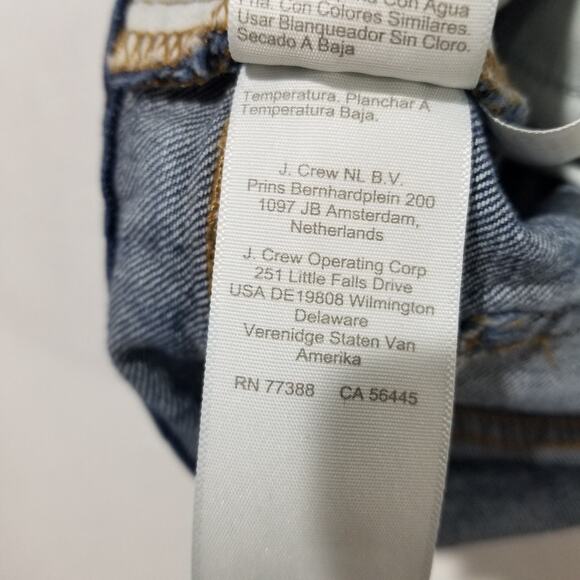 Con Agua
Fría. Con Colores Similares.
Usar Blanqueador Sin Cloro.
Secado A Baja
Temperatura. Planchar A
Temperatura Baja.
J. Crew NL B.V.
Prins Bernhardplein 200
1097 JB Amsterdam,
Netherlands
J. Crew Operating Corp
251 Little Falls Drive
USA DE19808 Wilmington
Delaware
Verenidge Staten Van
Amerika
RN 77388 CA 56445